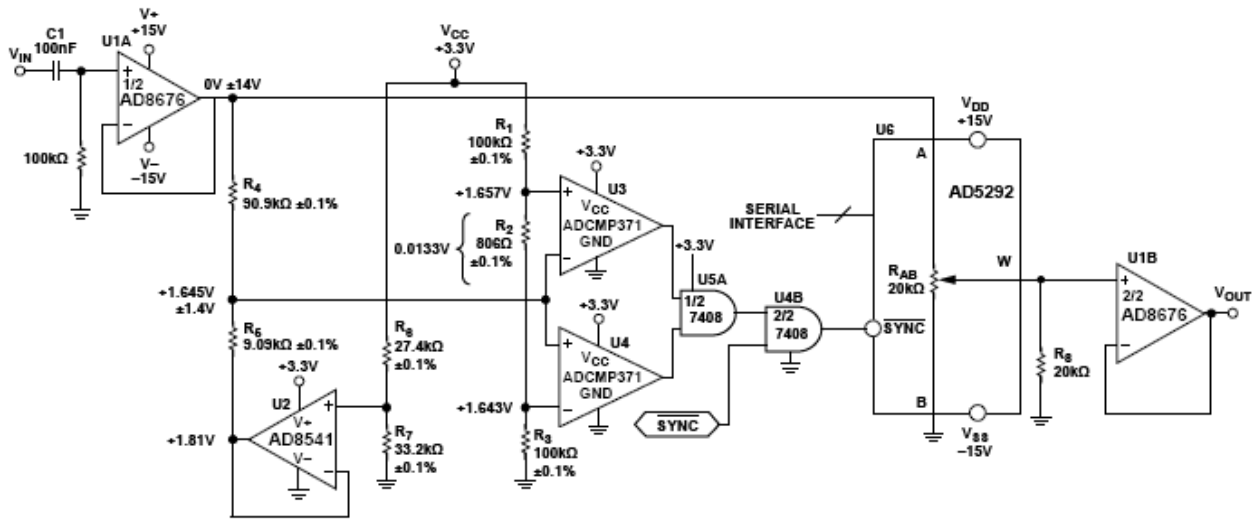 C1
100nF
VIN
U1A
V+
+15V
+
1/2
AD8676
−
V−
−15V
100kΩ
0V ±14V
VCC
+3.3V
R4
90.9kΩ ±0.1%
+1.645V
±1.4V
R5
9.09kΩ ±0.1%
+3.3V
U2
V+
+
AD8541
V−
−
+1.81V
R6
27.4kΩ
±0.1%
R7
33.2kΩ
±0.1%
R1
100kΩ
±0.1%
+1.657V
0.0133V
R2
806Ω
±0.1%
+1.643V
R3
100kΩ
±0.1%
+3.3V
U3
+
VCC
ADCMP371
GND
−
+3.3V
U4
+
VCC
ADCMP371
GND
−
+3.3V
U5A
1/2
7408
U4B
2/2
7408
SYNC
SERIAL
INTERFACE
U6
A
VDD
+15V
AD5292
RAB
20kΩ
W
SYNC
B
VSS
−15V
R8
20kΩ
U1B
+
2/2
AD8676
−
VOUT